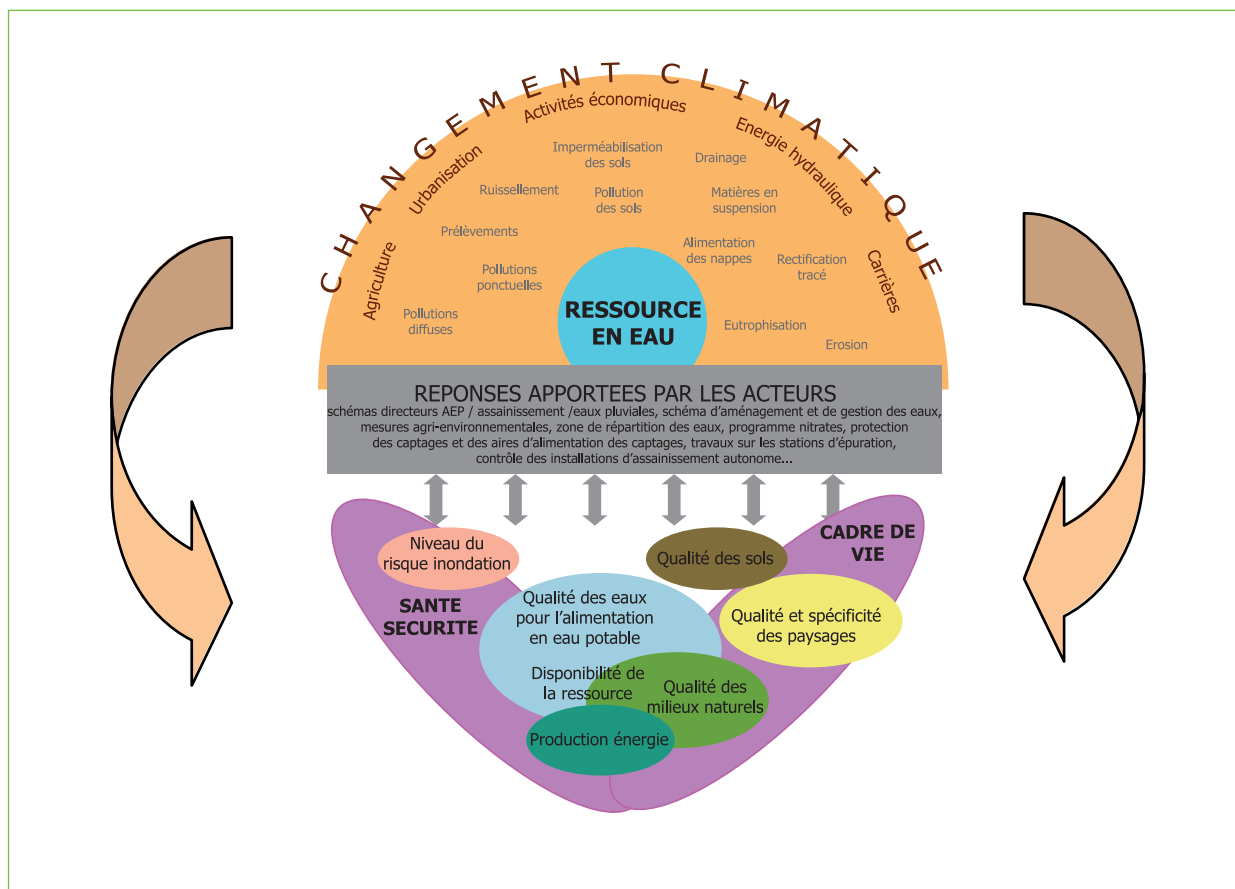 CHANGEMENT CLIMATIQUE
Activités économiques
Urbanisation
Energie hydraulique
Agriculture
Carrières
Imperméabilisation
des sols
Drainage
Ruissellement
Pollution
des sols
Matières en
suspension
Prélèvements
Alimentation
des nappes
Rectification
tracé
Pollutions
ponctuelles
Pollutions
diffuses
Eutrophisation
Erosion
RESSOURCE
EN EAU
REPONSES APPORTEES PAR LES ACTEURS
schémas directeurs AEP / assainissement /eaux pluviales, schéma d’aménagement et de gestion des eaux,
mesures agri-environnementales, zone de répartition des eaux, programme nitrates, protection
des captages et des aires d’alimentation des captages, travaux sur les stations d’épuration,
contrôle des installations d’assainissement autonome...
Niveau du
risque inondation
SANTE
SECURITE
Qualité des sols
CADRE DE
VIE
Qualité des eaux
pour l’alimentation
en eau potable
Qualité et spécificité
des paysages
Disponibilité de
la ressource
Qualité des
milieux naturels
Production énergie